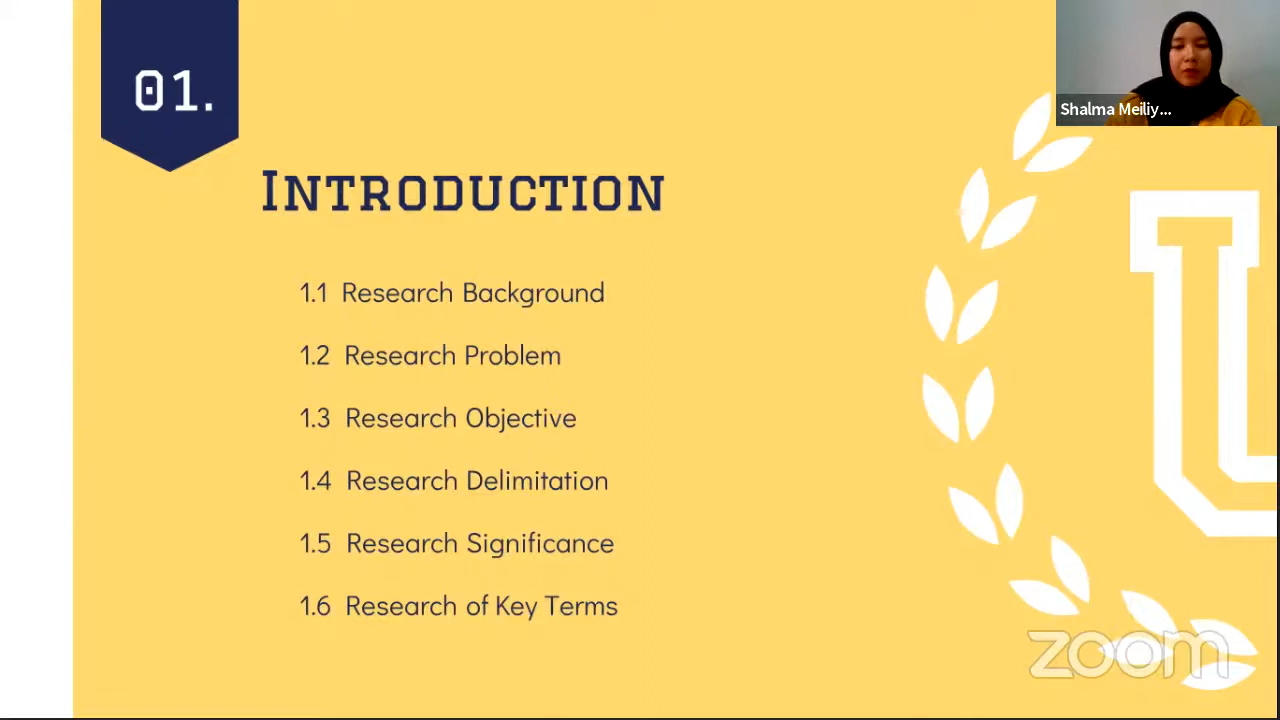 01.
Shalma Meiliy...
Introduction
1.1 Research Background
1.2 Research Problem
1.3 Research Objective
1.4 Research Delimitation
1.5 Research Significance
1.6 Research of Key Terms
zoom